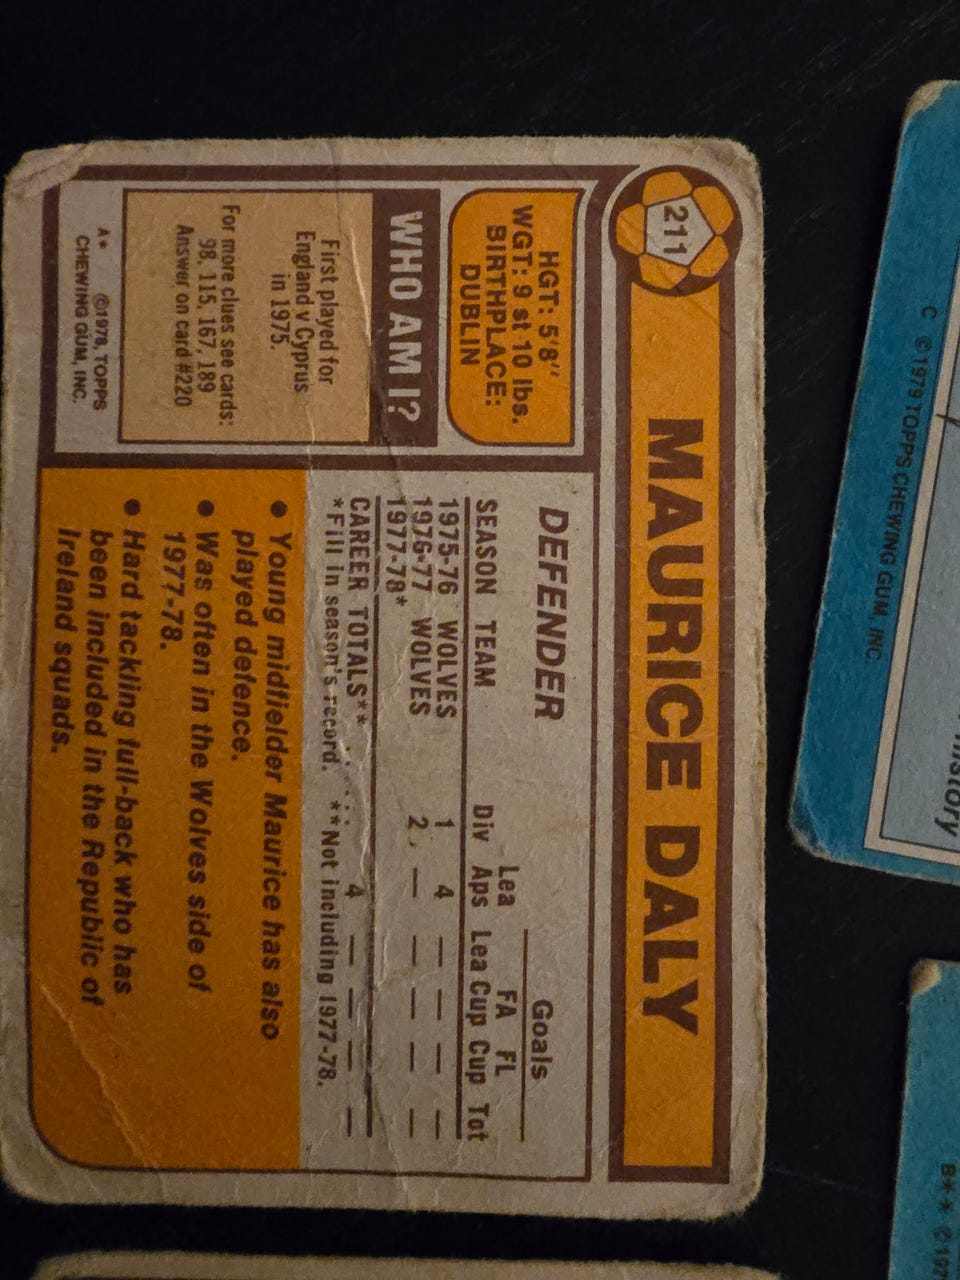 211
MAURICE DALY
HGT: 5'8"
WGT: 9 st 10 lbs.
BIRTHPLACE:
DUBLIN
WHO AM I?
First played for
England v Cyprus
in 1975.
For more clues see cards:
98, 115, 167, 189
Answer on card #220
A* ©1978, TOPPS
CHEWING GUM, INC.
DEFENDER
Goals
Lea FA FL
SEASON TEAM Div Aps Lea Cup Cup Tot
1975-76 WOLVES 1 4 — — — —
1976-77 WOLVES 2 — — — — —
1977-78*
CAREER TOTALS** .... 4 — — — —
*Fill in season's record. **Not including 1977-78.
• Young midfielder Maurice has also
played defence.
• Was often in the Wolves side of
1977-78.
• Hard tackling full-back who has
been included in the Republic of
Ireland squads.
C ©1979 TOPPS CHEWING GUM, INC.
B**©